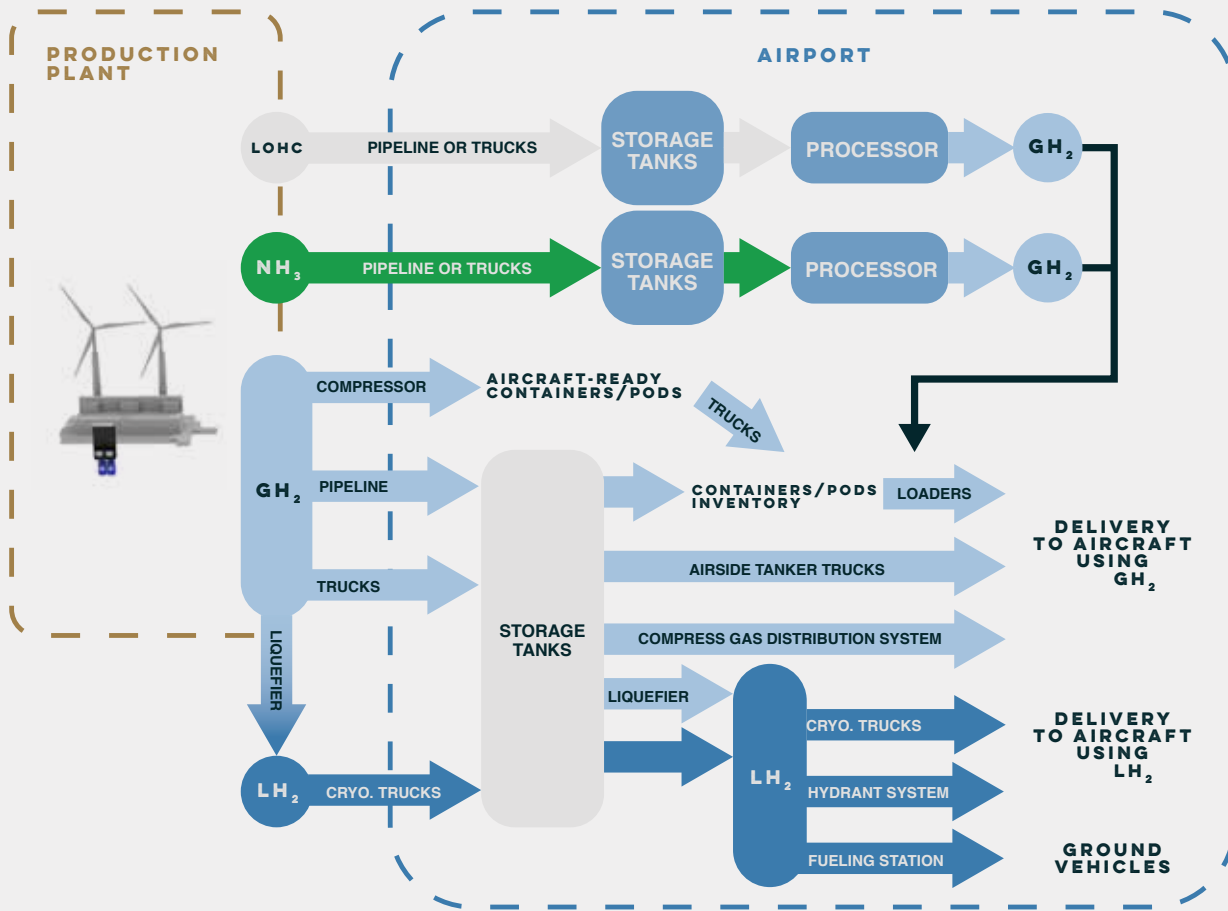 PRODUCTION
PLANT
AIRPORT
LOHC
PIPELINE OR TRUCKS
STORAGE
TANKS
PROCESSOR
GH₂
NH₃
PIPELINE OR TRUCKS
STORAGE
TANKS
PROCESSOR
GH₂
COMPRESSOR
AIRCRAFT-READY
CONTAINERS/PODS
TRUCKS
GH₂
PIPELINE
CONTAINERS/PODS
INVENTORY
LOADERS
TRUCKS
AIRSIDE TANKER TRUCKS
DELIVERY
TO AIRCRAFT
USING
GH₂
STORAGE
TANKS
COMPRESS GAS DISTRIBUTION SYSTEM
LIQUEFIER
LIQUEFIER
LH₂
CRYO. TRUCKS
LH₂
CRYO. TRUCKS
HYDRANT SYSTEM
DELIVERY
TO AIRCRAFT
USING
LH₂
FUELING STATION
GROUND
VEHICLES